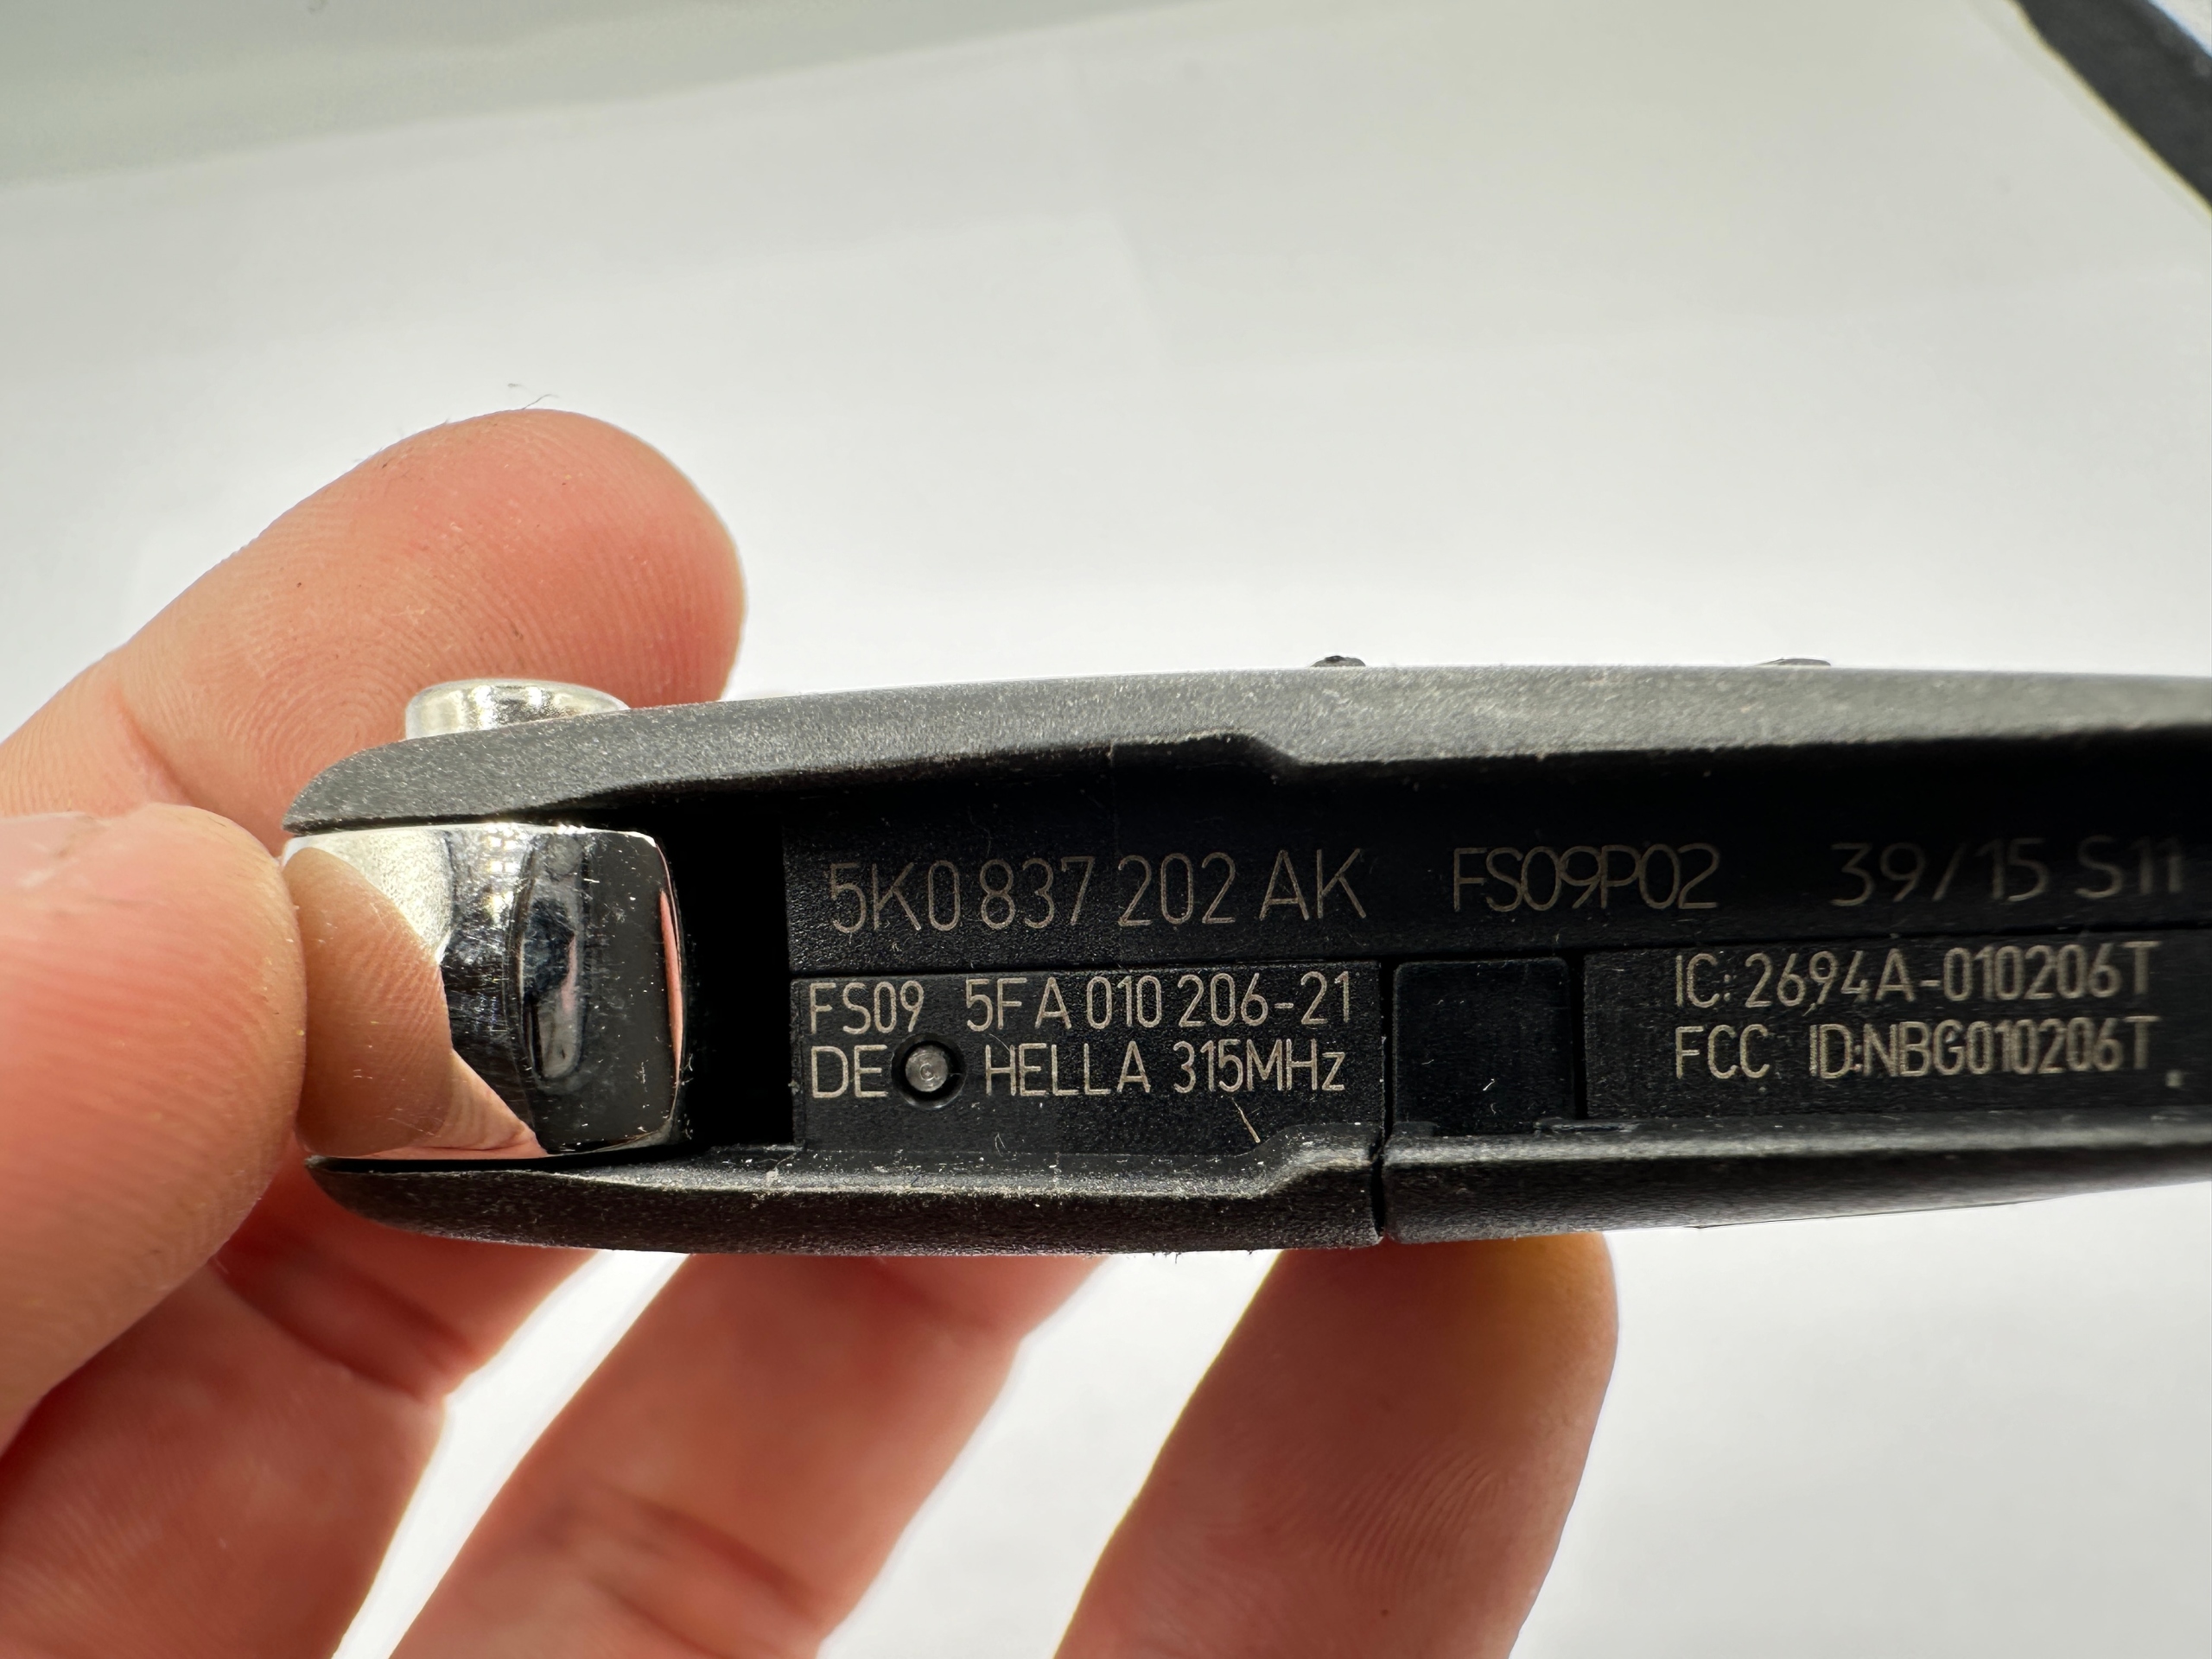 5K0 837 202 AK FS09P02 39/15 S11
FS09 5FA 010 206-21
DE HELLA 315MHz
IC: 2694A-010206T
FCC ID:NBG010206T